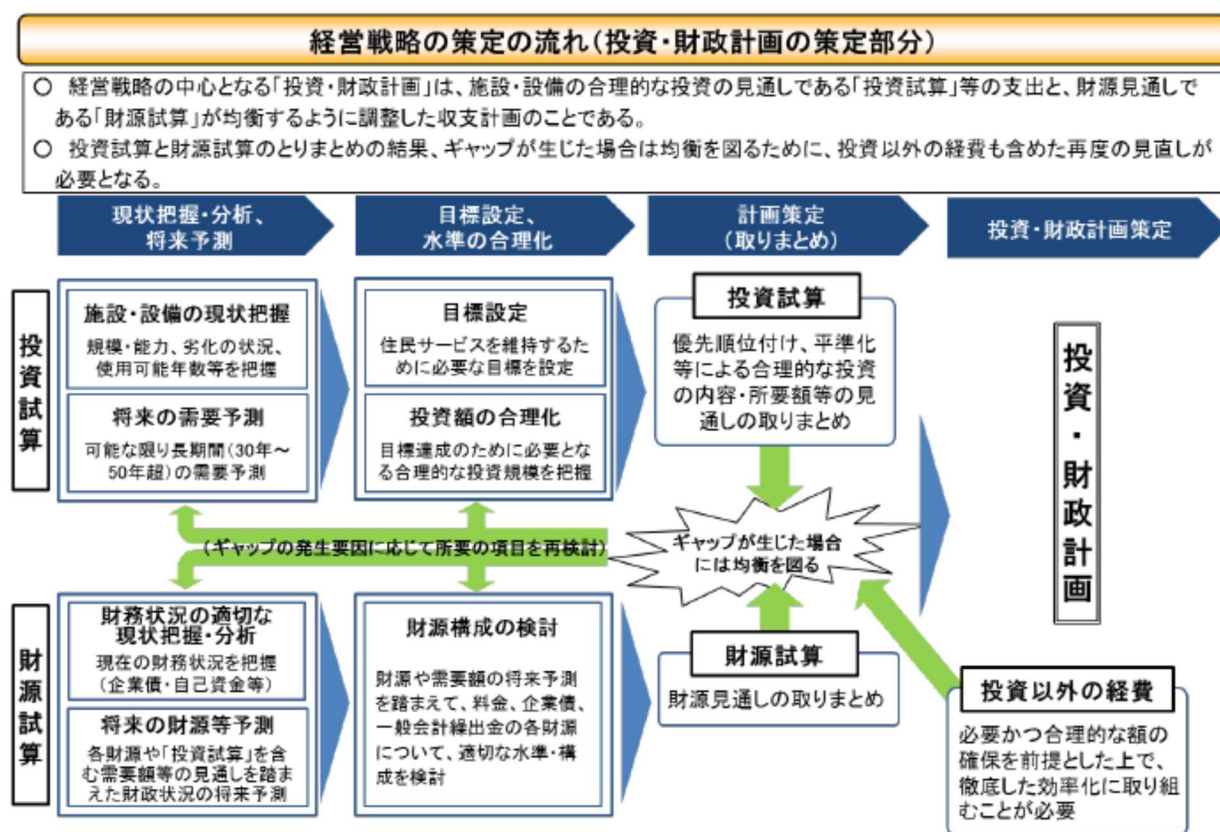 経営戦略の策定の流れ(投資・財政計画の策定部分)
○ 経営戦略の中心となる「投資・財政計画」は、施設・設備の合理的な投資の見通しである「投資試算」等の支出と、財源見通しで
ある「財源試算」が均衡するように調整した収支計画のことである。
○ 投資試算と財源試算のとりまとめの結果、ギャップが生じた場合は均衡を図るために、投資以外の経費も含めた再度の見直しが
必要となる。
現状把握・分析、
将来予測
目標設定、
水準の合理化
計画策定
(取りまとめ)
投資・財政計画策定
投資試算
施設・設備の現状把握
規模・能力、劣化の状況、
使用可能年数等を把握
将来の需要予測
可能な限り長期間(30年～
50年超)の需要予測
目標設定
住民サービスを維持するた
めに必要な目標を設定
投資額の合理化
目標達成のために必要とな
る合理的な投資規模を把握
投資試算
優先順位付け、平準化
等による合理的な投資
の内容・所要額等の見
通しの取りまとめ
投資・財政計画
(ギャップの発生要因に応じて所要の項目を再検討)
ギャップが生じた場合
には均衡を図る
財源試算
財務状況の適切な
現状把握・分析
現在の財務状況を把握
(企業債・自己資金等)
将来の財源等予測
各財源や「投資試算」を含
む需要額等の見通しを踏ま
えた財政状況の将来予測
財源構成の検討
財源や需要額の将来予測
を踏まえて、料金、企業債、
一般会計繰出金の各財源
について、適切な水準・構
成を検討
財源試算
財源見通しの取りまとめ
投資以外の経費
必要かつ合理的な額の
確保を前提とした上で、
徹底した効率化に取り組
むことが必要